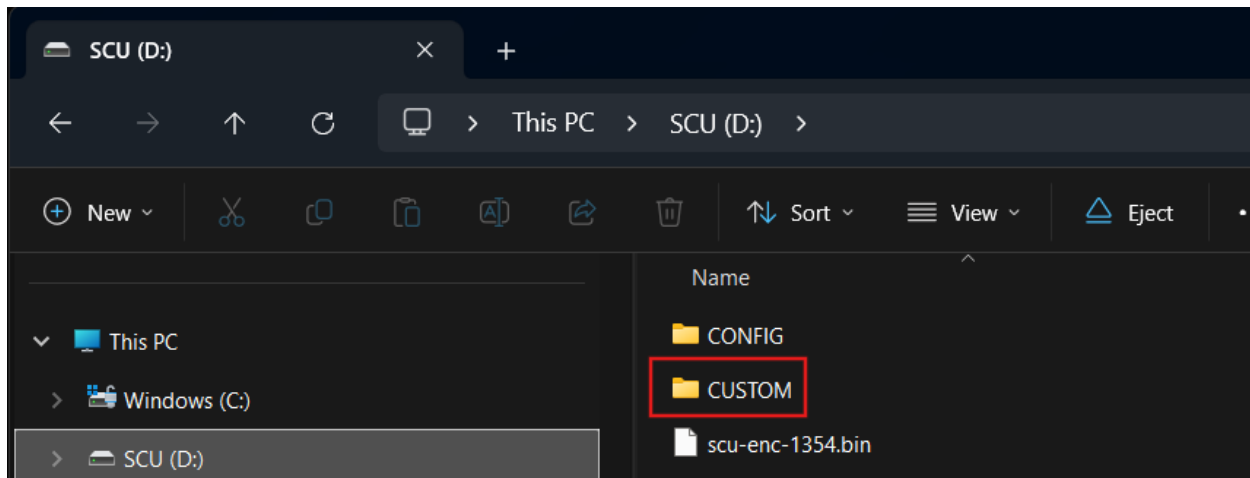 SCU (D:)
This PC > SCU (D:) >
New Sort View Eject
Name
This PC
CONFIG
Windows (C:)
CUSTOM
SCU (D:)
scu-enc-1354.bin